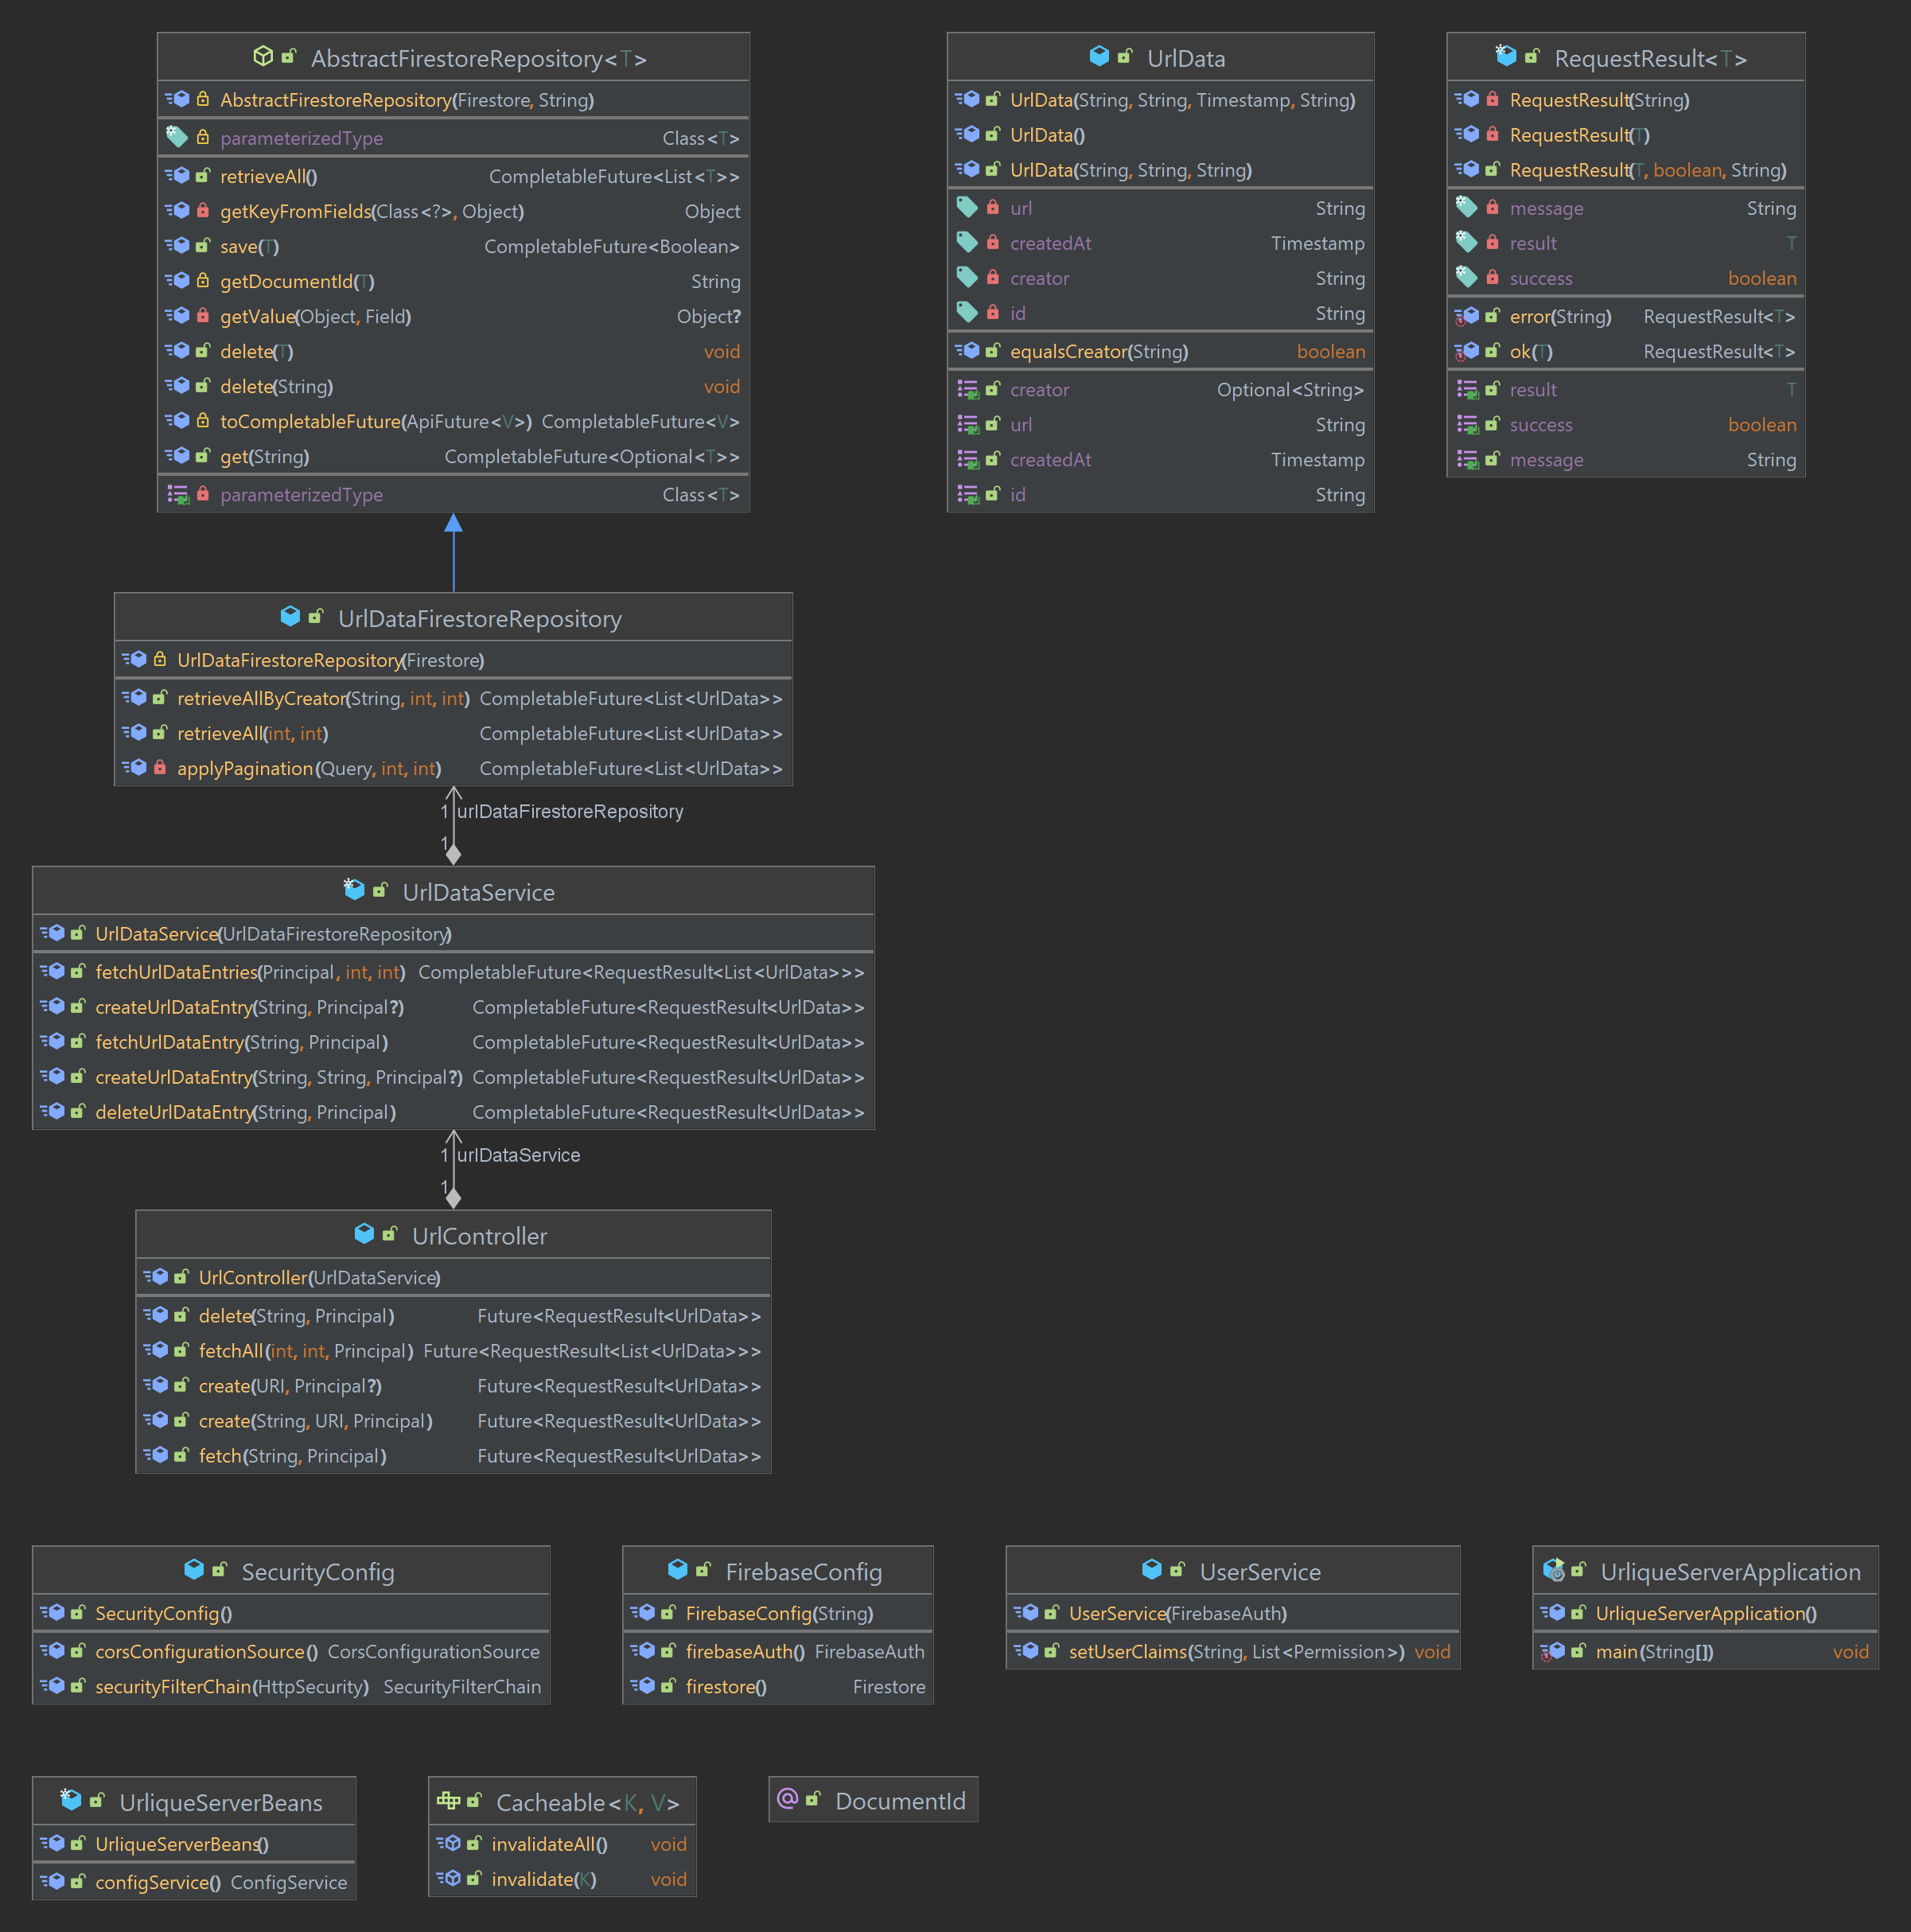 AbstractFirestoreRepository<T>
AbstractFirestoreRepository(Firestore, String)
parameterizedType Class<T>
retrieveAll() CompletableFuture<List<T>>
getKeyFromFields(Class<?>, Object) Object
save(T) CompletableFuture<Boolean>
getDocumentId(T) String
getValue(Object, Field) Object?
delete(T) void
delete(String) void
toCompletableFuture(ApiFuture<V>) CompletableFuture<V>
get(String) CompletableFuture<Optional<T>>
parameterizedType Class<T>
UrlData
UrlData(String, String, Timestamp, String)
UrlData()
UrlData(String, String, String)
url String
createdAt Timestamp
creator String
id String
equalsCreator(String) boolean
creator Optional<String>
url String
createdAt Timestamp
id String
RequestResult<T>
RequestResult(String)
RequestResult(T)
RequestResult(T, boolean, String)
message String
result T
success boolean
error(String) RequestResult<T>
ok(T) RequestResult<T>
result T
success boolean
message String
UrlDataFirestoreRepository
UrlDataFirestoreRepository(Firestore)
retrieveAllByCreator(String, int, int) CompletableFuture<List<UrlData>>
retrieveAll(int, int) CompletableFuture<List<UrlData>>
applyPagination(Query, int, int) CompletableFuture<List<UrlData>>
1 urlDataFirestoreRepository
1
UrlDataService
UrlDataService(UrlDataFirestoreRepository)
fetchUrlDataEntries(Principal, int, int) CompletableFuture<RequestResult<List<UrlData>>>
createUrlDataEntry(String, Principal?) CompletableFuture<RequestResult<UrlData>>
fetchUrlDataEntry(String, Principal) CompletableFuture<RequestResult<UrlData>>
createUrlDataEntry(String, String, Principal?) CompletableFuture<RequestResult<UrlData>>
deleteUrlDataEntry(String, Principal) CompletableFuture<RequestResult<UrlData>>
1 urlDataService
1
UrlController
UrlController(UrlDataService)
delete(String, Principal) Future<RequestResult<UrlData>>
fetchAll(int, int, Principal) Future<RequestResult<List<UrlData>>>
create(URI, Principal?) Future<RequestResult<UrlData>>
create(String, URI, Principal) Future<RequestResult<UrlData>>
fetch(String, Principal) Future<RequestResult<UrlData>>
SecurityConfig
SecurityConfig()
corsConfigurationSource() CorsConfigurationSource
securityFilterChain(HttpSecurity) SecurityFilterChain
FirebaseConfig
FirebaseConfig(String)
firebaseAuth() FirebaseAuth
firestore() Firestore
UserService
UserService(FirebaseAuth)
setUserClaims(String, List<Permission>) void
UrliqueServerApplication
UrliqueServerApplication()
main(String[]) void
UrliqueServerBeans
UrliqueServerBeans()
configService() ConfigService
Cacheable<K, V>
invalidateAll() void
invalidate(K) void
@ DocumentId